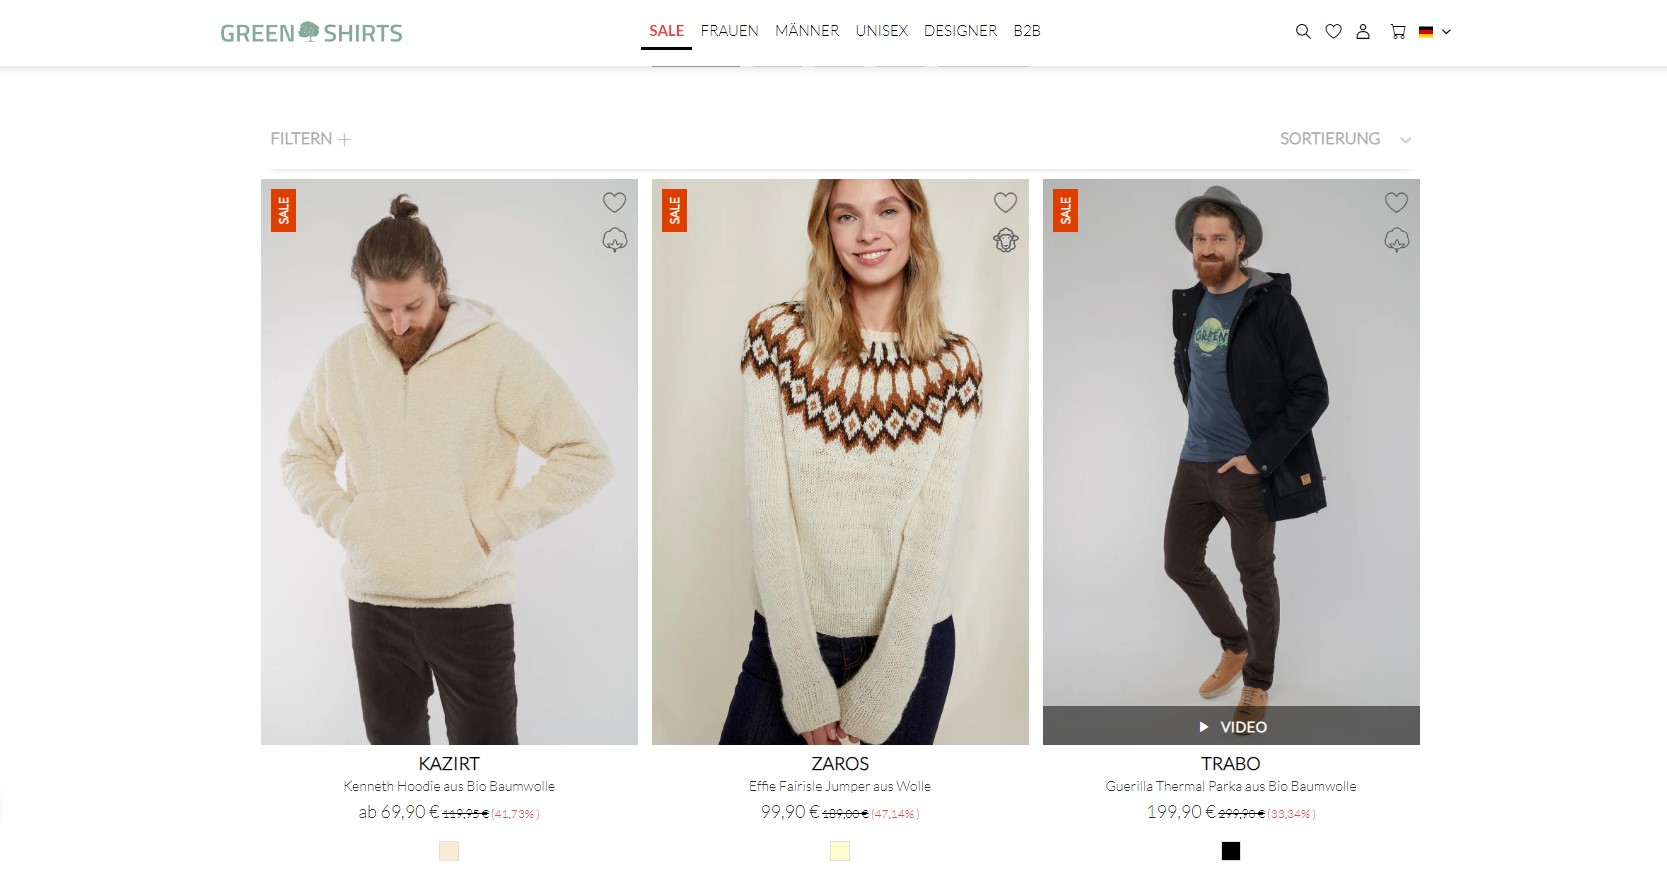 GREEN SHIRTS
SALE FRAUEN MÄNNER UNISEX DESIGNER B2B
FILTERN +
SORTIERUNG
SALE
SALE
SALE
GREEN
VIDEO
KAZIRT
Kenneth Hoodie aus Bio Baumwolle
ab 69,90 € 119,95 € (41,73% )
ZAROS
Effie Fairisle Jumper aus Wolle
99,90 € 189,00 € (47,14% )
TRABO
Guerilla Thermal Parka aus Bio Baumwolle
199,90 € 299,90 € (33,34% )